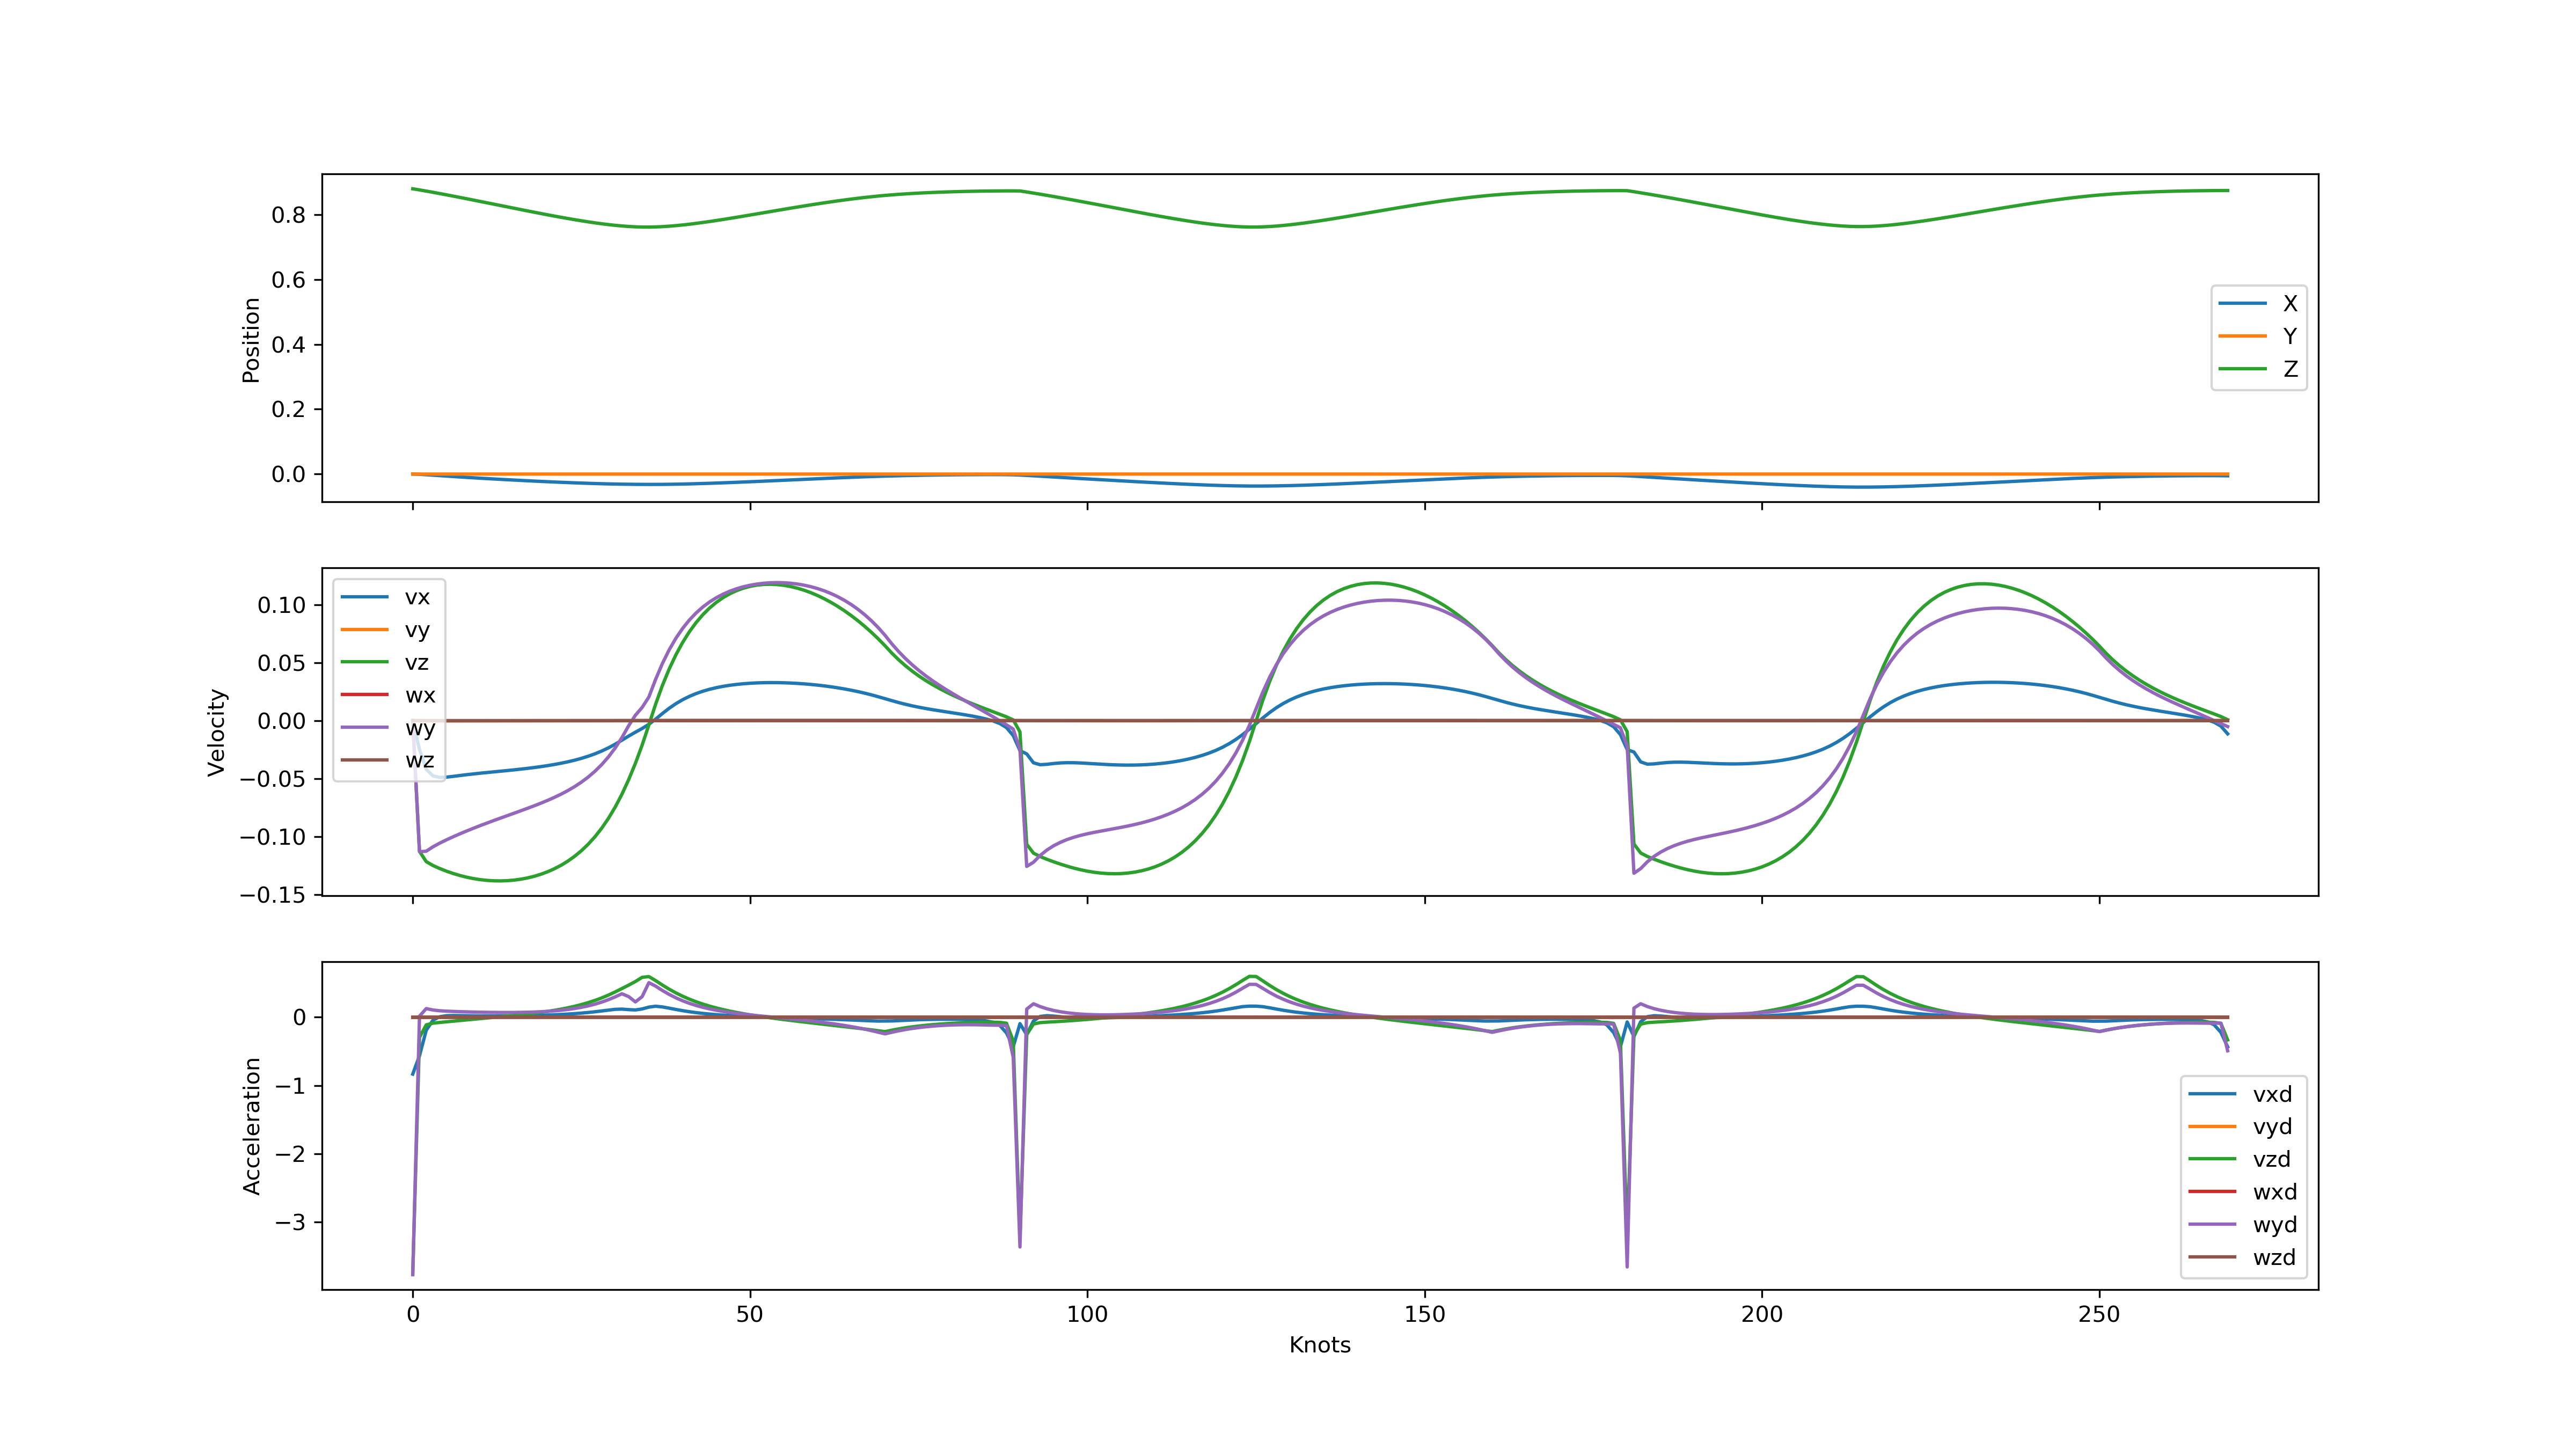 Position
0.8
0.6
0.4
0.2
0.0
X
Y
Z
Velocity
0.10
0.05
0.00
−0.05
−0.10
−0.15
vx
vy
vz
wx
wy
wz
Acceleration
0
−1
−2
−3
vxd
vyd
vzd
wxd
wyd
wzd
0 50 100 150 200 250
Knots